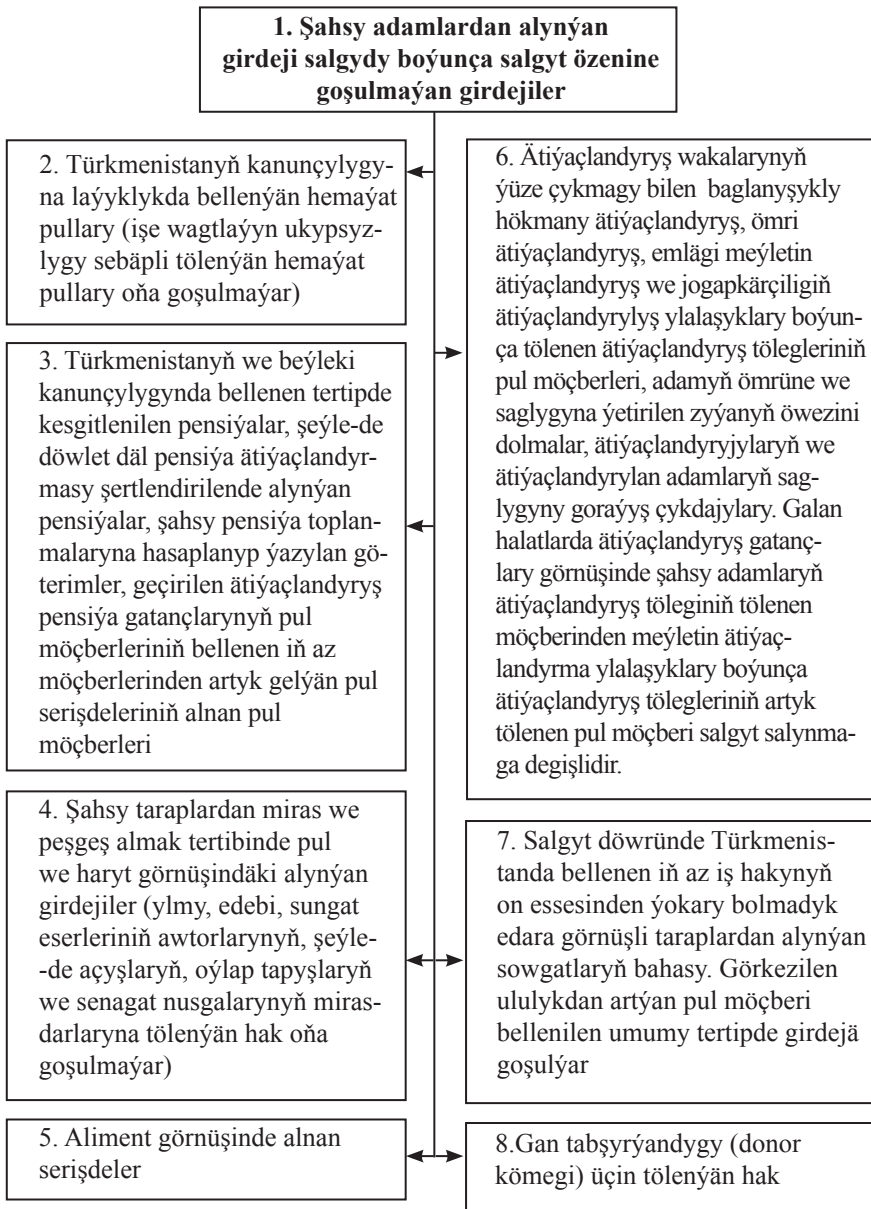 1. Şahsy adamlardan alynýan
girdeji salgydy boýunça salgyt özenine
goşulmaýan girdejiler
2. Türkmenistanyň kanunçylygy-
na laýyklykda bellenýän hemaýat
pullary (işe wagtlaýyn ukypsyz-
lygy sebäpli tölenýän hemaýat
pullary oňa goşulmaýar)
3. Türkmenistanyň we beýleki
kanunçylygynda bellenen tertipde
kesgitlenilen pensiýalar, şeýle-de
döwlet däl pensiýa ätiýaçlandyr-
masy şertlendirilende alynýan
pensiýalar, şahsy pensiýa toplan-
malaryna hasaplanyp ýazylan gö-
terimler, geçirilen ätiýaçlandyryş
pensiýa gatançlarynyň pul
möçberleriniň bellenen iň az
möçberlerinden artyk gelýän pul
serişdeleriniň alnan pul
möçberleri
4. Şahsy taraplardan miras we
peşgeş almak tertibinde pul
we haryt görnüşindäki alynýan
girdejiler (ylmy, edebi, sungat
eserleriniň awtorlarynyň, şeýle-
-de açyşlaryň, oýlap tapyşlaryň
we senagat nusgalarynyň miras-
darlaryna tölenýän hak oňa
goşulmaýar)
5. Aliment görnüşinde alnan
serişdeler
6. Ätiýaçlandyryş wakalarynyň
ýüze çykmagy bilen baglanyşykly
hökmany ätiýaçlandyryş, ömri
ätiýaçlandyryş, emlägi meýletin
ätiýaçlandyryş we jogapkärçiligiň
ätiýaçlandyrylyş ylalaşyklary boýun-
ça tölenen ätiýaçlandyryş tölegleriniň
pul möçberleri, adamyň ömrüne we
saglygyna ýetirilen zyýanyň öwezini
dolmalar, ätiýaçlandyryjylaryň we
ätiýaçlandyrylan adamlaryň sag-
lygyny goraýyş çykdajylary. Galan
halatlarda ätiýaçlandyryş gatanç-
lary görnüşinde şahsy adamlaryň
ätiýaçlandyryş töleginiň tölenen
möçberinden meýletin ätiýaç-
landyrma ylalaşyklary boýunça
ätiýaçlandyryş tölegleriniň artyk
tölenen pul möçberi salgyt salynma-
ga degişlidir.
7. Salgyt döwründe Türkmenis-
tanda bellenen iň az iş hakynyň
on essesinden ýokary bolmadyk
edara görnüşli taraplardan alynýan
sowgatlaryň bahasy. Görkezilen
ululykdan artýan pul möçberi
bellenilen umumy tertipde girdejä
goşulýar
8.Gan tabşyrýandygy (donor
kömegi) üçin tölenýän hak